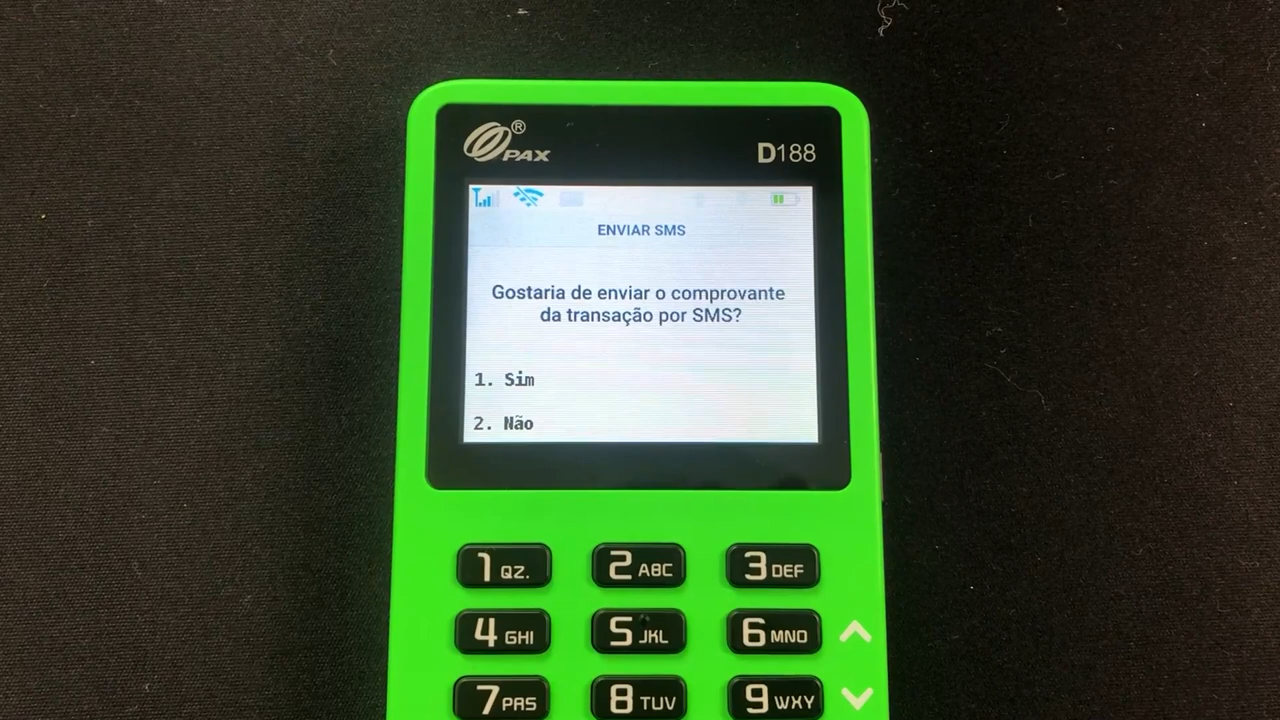 PAX ®
D188
ENVIAR SMS
Gostaria de enviar o comprovante
da transação por SMS?
1. Sim
2. Não
1 QZ. 2 ABC 3 DEF
4 GHI 5 JKL 6 MNO
7 PRS 8 TUV 9 WXY